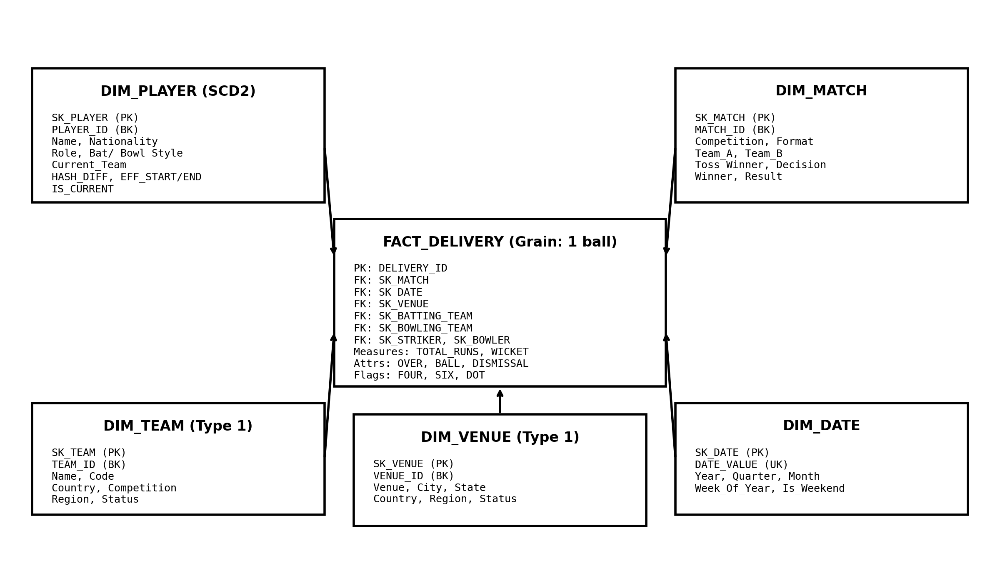 DIM_PLAYER (SCD2)
SK_PLAYER (PK)
PLAYER_ID (BK)
Name, Nationality
Role, Bat/ Bowl Style
Current_Team
HASH_DIFF, EFF_START/END
IS_CURRENT
DIM_MATCH
SK_MATCH (PK)
MATCH_ID (BK)
Competition, Format
Team_A, Team_B
Toss Winner, Decision
Winner, Result
FACT_DELIVERY (Grain: 1 ball)
PK: DELIVERY_ID
FK: SK_MATCH
FK: SK_DATE
FK: SK_VENUE
FK: SK_BATTING_TEAM
FK: SK_BOWLING_TEAM
FK: SK_STRIKER, SK_BOWLER
Measures: TOTAL_RUNS, WICKET
Attrs: OVER, BALL, DISMISSAL
Flags: FOUR, SIX, DOT
DIM_TEAM (Type 1)
SK_TEAM (PK)
TEAM_ID (BK)
Name, Code
Country, Competition
Region, Status
DIM_VENUE (Type 1)
SK_VENUE (PK)
VENUE_ID (BK)
Venue, City, State
Country, Region, Status
DIM_DATE
SK_DATE (PK)
DATE_VALUE (UK)
Year, Quarter, Month
Week_Of_Year, Is_Weekend